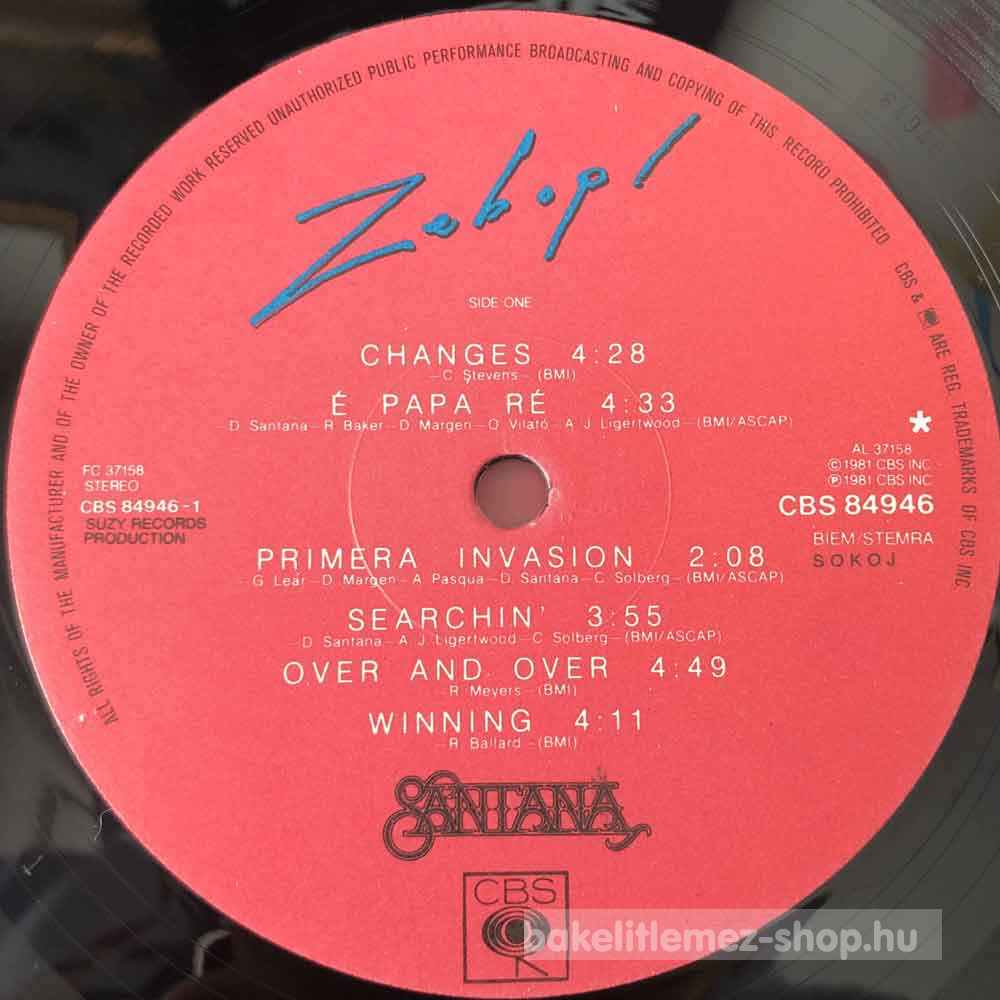 ALL RIGHTS OF THE MANUFACTURER AND OF THE OWNER OF THE RECORDED WORK RESERVED UNAUTHORIZED PUBLIC PERFORMANCE BROADCASTING AND COPYING OF THIS RECORD PROHIBITED
CBS & ARE REG. TRADEMARKS OF CBS INC
Zebop!
SIDE ONE
CHANGES 4:28
-C. Stevens- (BMI)
É PAPA RÉ 4:33
D. Santana-R. Baker-D. Margen-O. Vilató-A. J. Ligertwood-(BMI/ASCAP)
FC 37158
STEREO
CBS 84946-1
SUZY RECORDS
PRODUCTION
*
AL 37158
©1981 CBS INC
℗1981 CBS INC
CBS 84946
BIEM/STEMRA
SOKOJ
PRIMERA INVASION 2:08
-G. Lear-D. Margen-A. Pasqua-D. Santana-C. Solberg-(BMI/ASCAP)
SEARCHIN' 3:55
-D. Santana-A. J. Ligertwood-C. Solberg-(BMI/ASCAP)
OVER AND OVER 4:49
-R. Meyers-(BMI)
WINNING 4:11
-R. Ballard-(BMI)
SANTANA
CBS
bakelitlemez-shop.hu